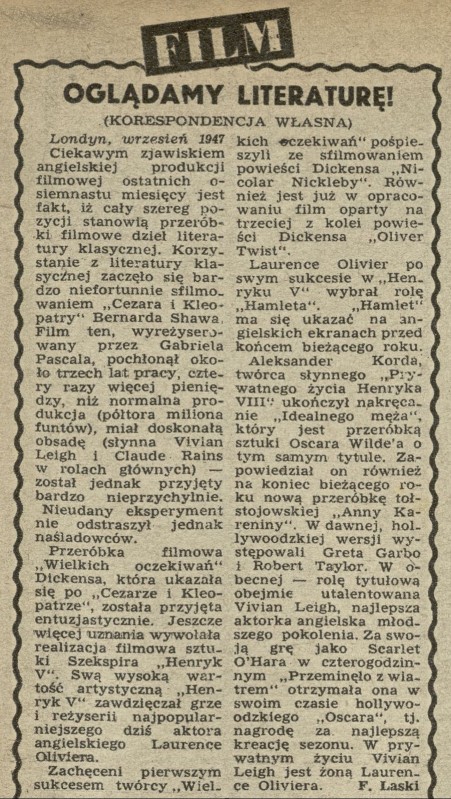 FILM
OGLĄDAMY LITERATURĘ!
(KORESPONDENCJA WŁASNA)
Londyn, wrzesień 1947
Ciekawym zjawiskiem
angielskiej produkcji
filmowej ostatnich o-
siemnastu miesięcy jest
fakt, iż cały szereg po-
zycji stanowią przerób-
ki filmowe dzieł litera-
tury klasycznej. Korzy-
stanie z literatury kla-
sycznej zaczęło się bar-
dzo niefortunnie sfilmo-
waniem „Cezara i Kleo-
patry" Bernarda Shawa.
Film ten, wyreżysero-
wany przez Gabriela
Pascala, pochłonął oko-
ło trzech lat pracy, czte-
ry razy więcej pienię-
dzy, niż normalna pro-
dukcja (półtora miliona
funtów), miał doskonałą
obsadę (słynna Vivian
Leigh i Claude Rains
w rolach głównych) —
został jednak przyjęty
bardzo nieprzychylnie.
Nieudany eksperyment
nie odstraszył jednak
naśladowców.
Przeróbka filmowa
„Wielkich oczekiwań"
Dickensa, która ukazała
się po „Cezarze i Kleo-
patrze", została przyjęta
entuzjastycznie. Jeszcze
więcej uznania wywołała
realizacja filmowa sztu-
ki Szekspira „Henryk
V". Swą wysoką war-
tość artystyczną „Hen-
ryk V" zawdzięczał grze
i reżyserii najpopular-
niejszego dziś aktora
angielskiego Laurence
Oliviera.
Zachęceni pierwszym
sukcesem twórcy „Wiel-
kich oczekiwań" pośpie-
szyli ze sfilmowaniem
powieści Dickensa „Ni-
colar Nickleby". Rów-
nież jest już w opraco-
waniu film oparty na
trzeciej z kolei powie-
ści Dickensa „Oliver
Twist".
Laurence Olivier po
swym sukcesie w „Hen-
ryku V" wybrał rolę
„Hamleta". „Hamlet"
ma się ukazać na an-
gielskich ekranach przed
końcem bieżącego roku.
Aleksander Korda,
twórca słynnego „Pry-
watnego życia Henryka
VIII" ukończył nakręca-
nie „Idealnego męża",
który jest przeróbką
sztuki Oscara Wilde'a o
tym samym tytule. Za-
powiedział on również
na koniec bieżącego ro-
ku nową przeróbkę toł-
stojowskiej „Anny Ka-
reniny". W dawnej, hol-
lywoodzkiej wersji wy-
stępowali Greta Garbo
i Robert Taylor. W o-
becnej — rolę tytułową
obejmie utalentowana
Vivian Leigh, najlepsza
aktorka angielska młod-
szego pokolenia. Za swo-
ją grę jako Scarlet
O'Hara w czterogodzin-
nym „Przeminęło z wia-
trem" otrzymała ona w
swoim czasie hollywo-
odzkiego „Oscara", tj.
nagrodę za najlepszą
kreację sezonu. W pry-
watnym życiu Vivian
Leigh jest żoną Lauren-
ce Oliviera. F. Laski